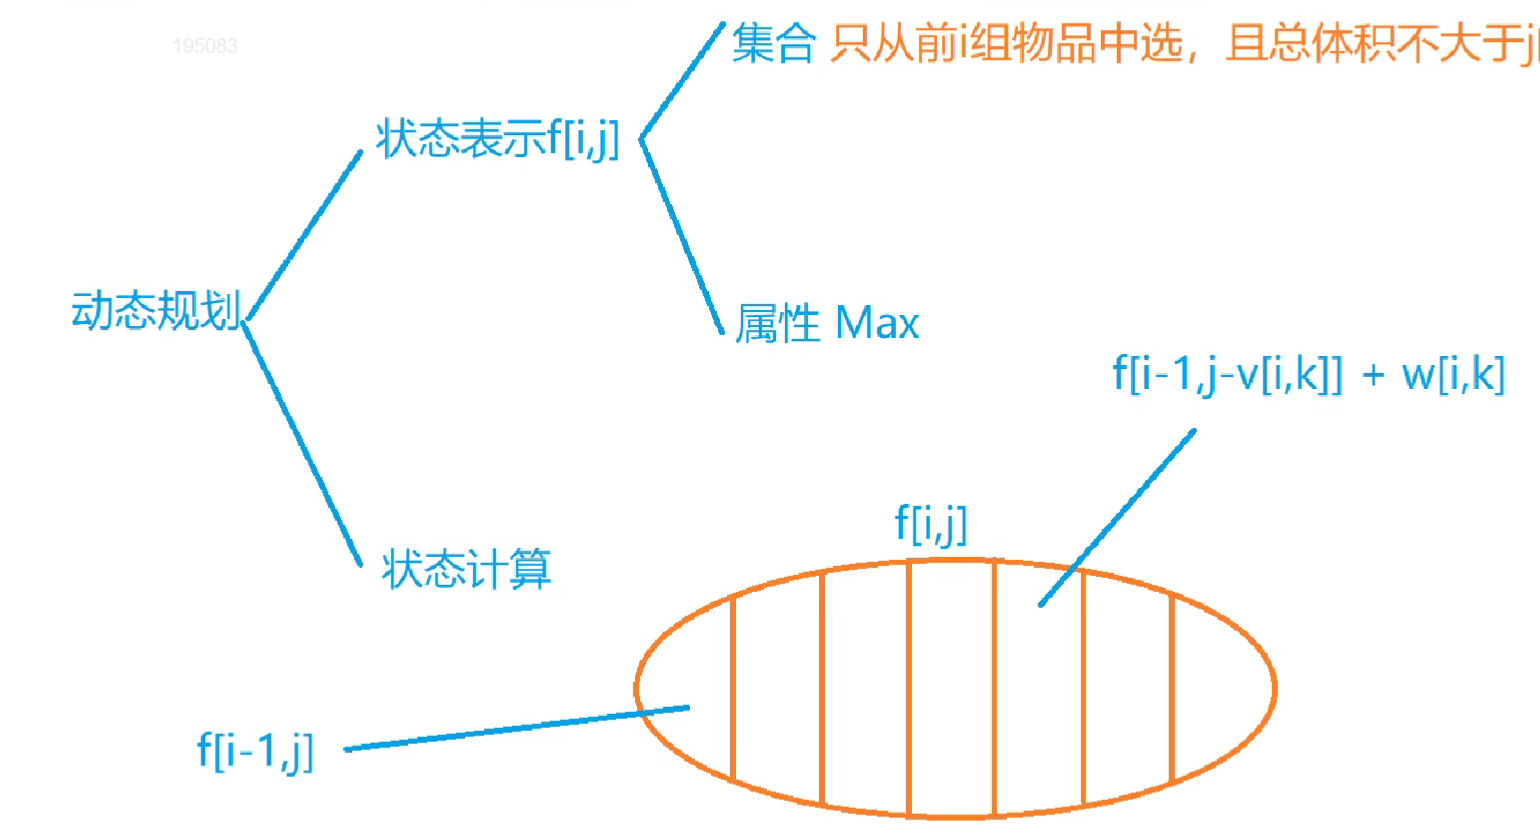 195083
集合 只从前i组物品中选，且总体积不大于j
状态表示f[i,j]
动态规划
属性 Max
f[i-1,j-v[i,k]] + w[i,k]
f[i,j]
状态计算
f[i-1,j]